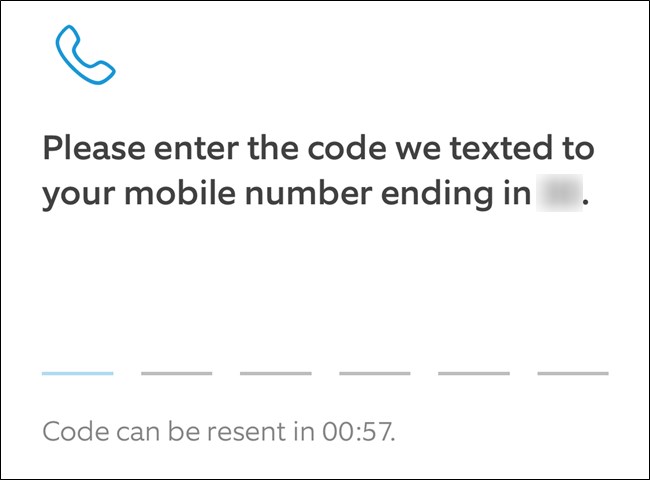 Please enter the code we texted to
your mobile number ending in .
Code can be resent in 00:57.